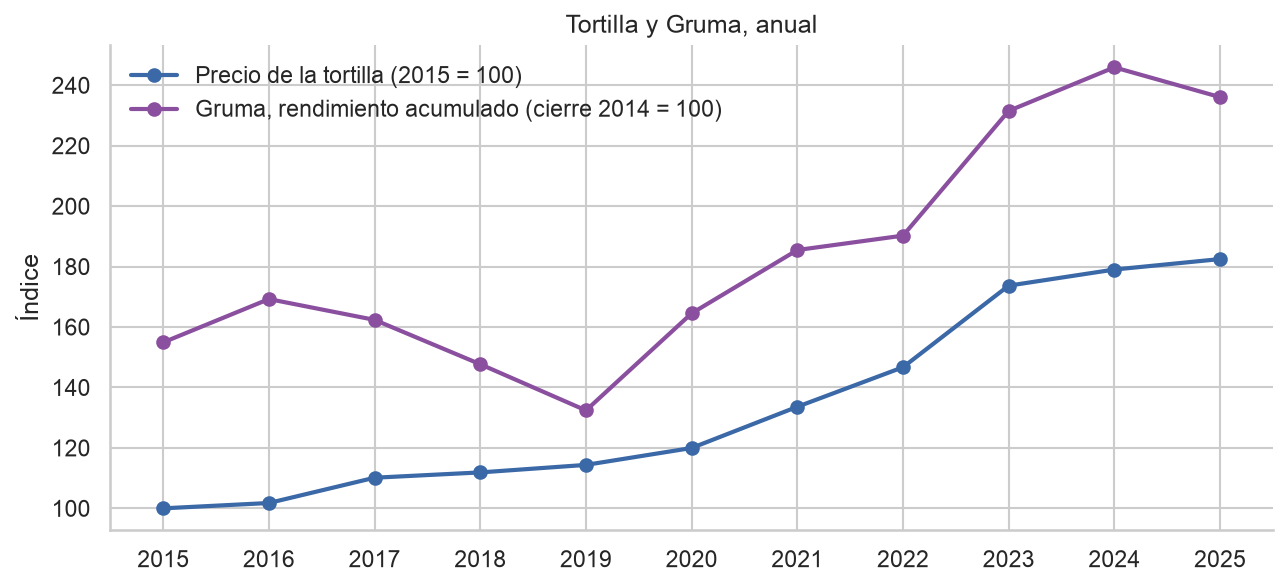 Tortilla y Gruma, anual
Precio de la tortilla (2015 = 100)
Gruma, rendimiento acumulado (cierre 2014 = 100)
Índice
240
220
200
180
160
140
120
100
2015 2016 2017 2018 2019 2020 2021 2022 2023 2024 2025